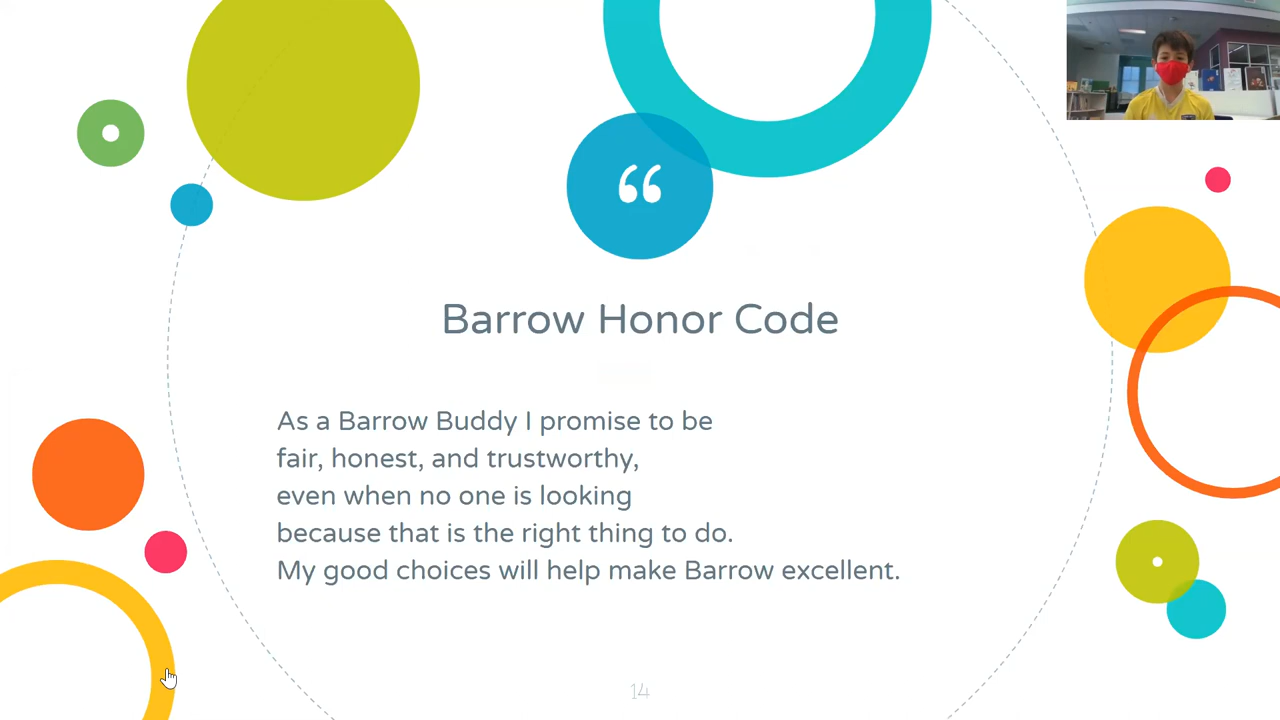 “
Barrow Honor Code
As a Barrow Buddy I promise to be
fair, honest, and trustworthy,
even when no one is looking
because that is the right thing to do.
My good choices will help make Barrow excellent.
14